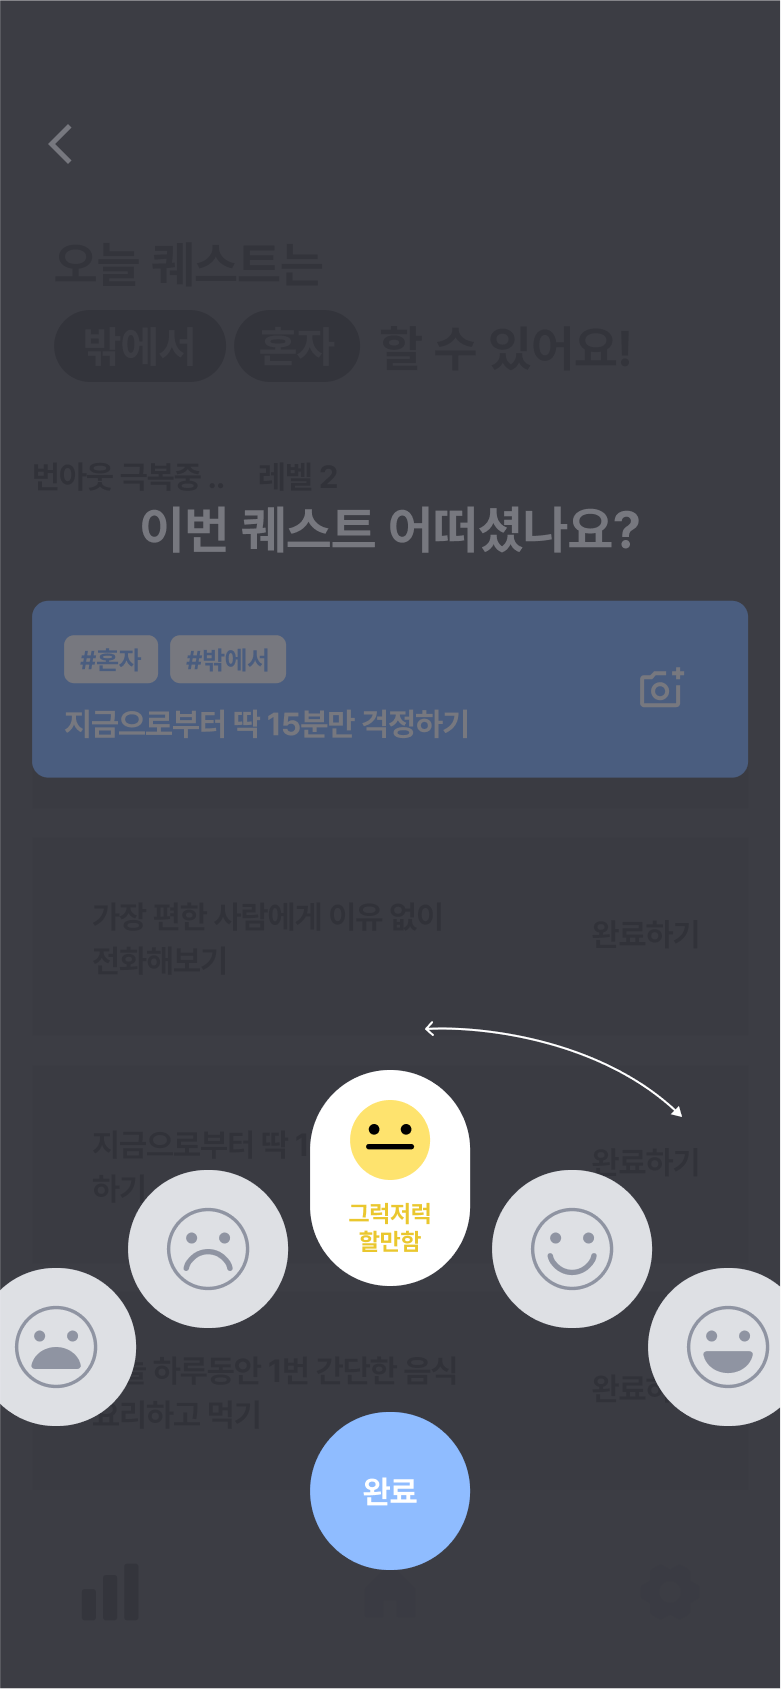 오늘 퀘스트는
밖에서 혼자 할 수 있어요!
번아웃 극복중 .. 레벨 2
이번 퀘스트 어떠셨나요?
#혼자 #밖에서
지금으로부터 딱 15분만 걱정하기
가장 편한 사람에게 이유 없이
전화해보기
완료하기
지금으로부터 딱 1
하기
완료하기
그럭저럭
할만함
하루동안 1번 간단한 음식
요리하고 먹기
완료
완료